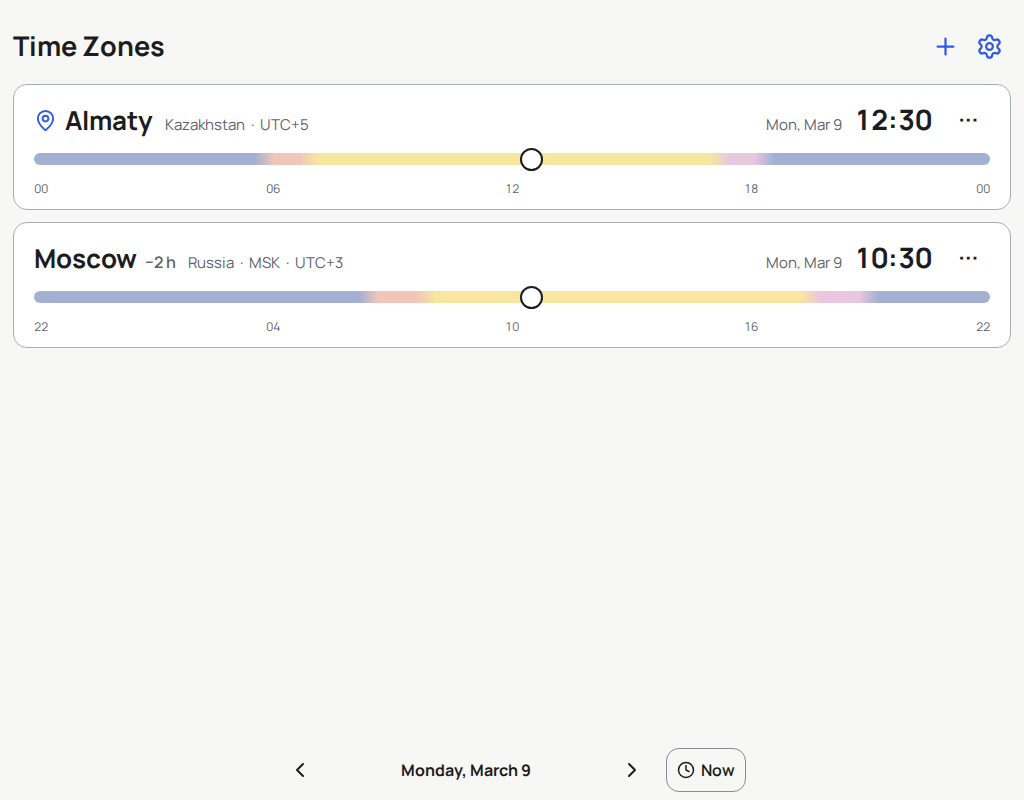 Time Zones
Almaty Kazakhstan · UTC+5 Mon, Mar 9 12:30
00 06 12 18 00
Moscow −2 h Russia · MSK · UTC+3 Mon, Mar 9 10:30
22 04 10 16 22
Monday, March 9 Now